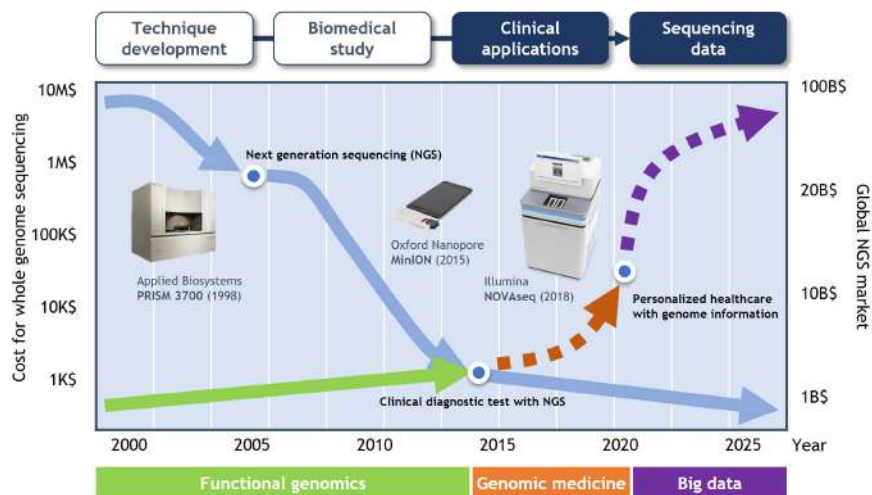 Technique
development
Biomedical
study
Clinical
applications
Sequencing
data
Cost for whole genome sequencing
10M$
1M$
100K$
10K$
1K$
Next generation sequencing (NGS)
Applied Biosystems
PRISM 3700 (1998)
Oxford Nanopore
MinION (2015)
Illumina
NOVAseq (2018)
Personalized healthcare
with genome information
Clinical diagnostic test with NGS
100B$
20B$
10B$
1B$
Global NGS market
2000 2005 2010 2015 2020 2025 Year
Functional genomics
Genomic medicine
Big data